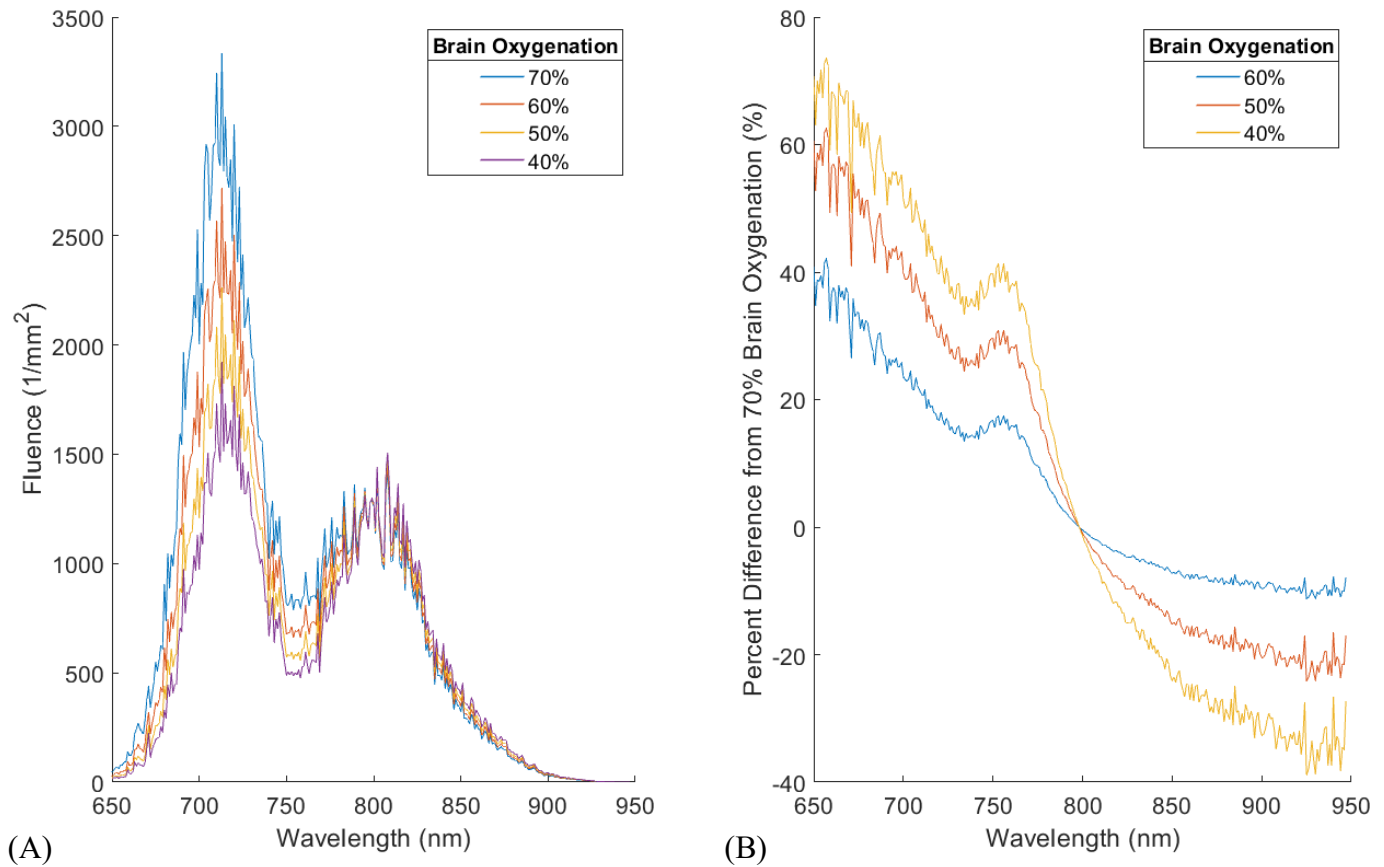 3500
3000
2500
2000
1500
1000
500
0
Fluence (1/mm²)
650 700 750 800 850 900 950
Wavelength (nm)
Brain Oxygenation
70%
60%
50%
40%
(A)
80
60
40
20
0
-20
-40
Percent Difference from 70% Brain Oxygenation (%)
650 700 750 800 850 900 950
Wavelength (nm)
Brain Oxygenation
60%
50%
40%
(B)